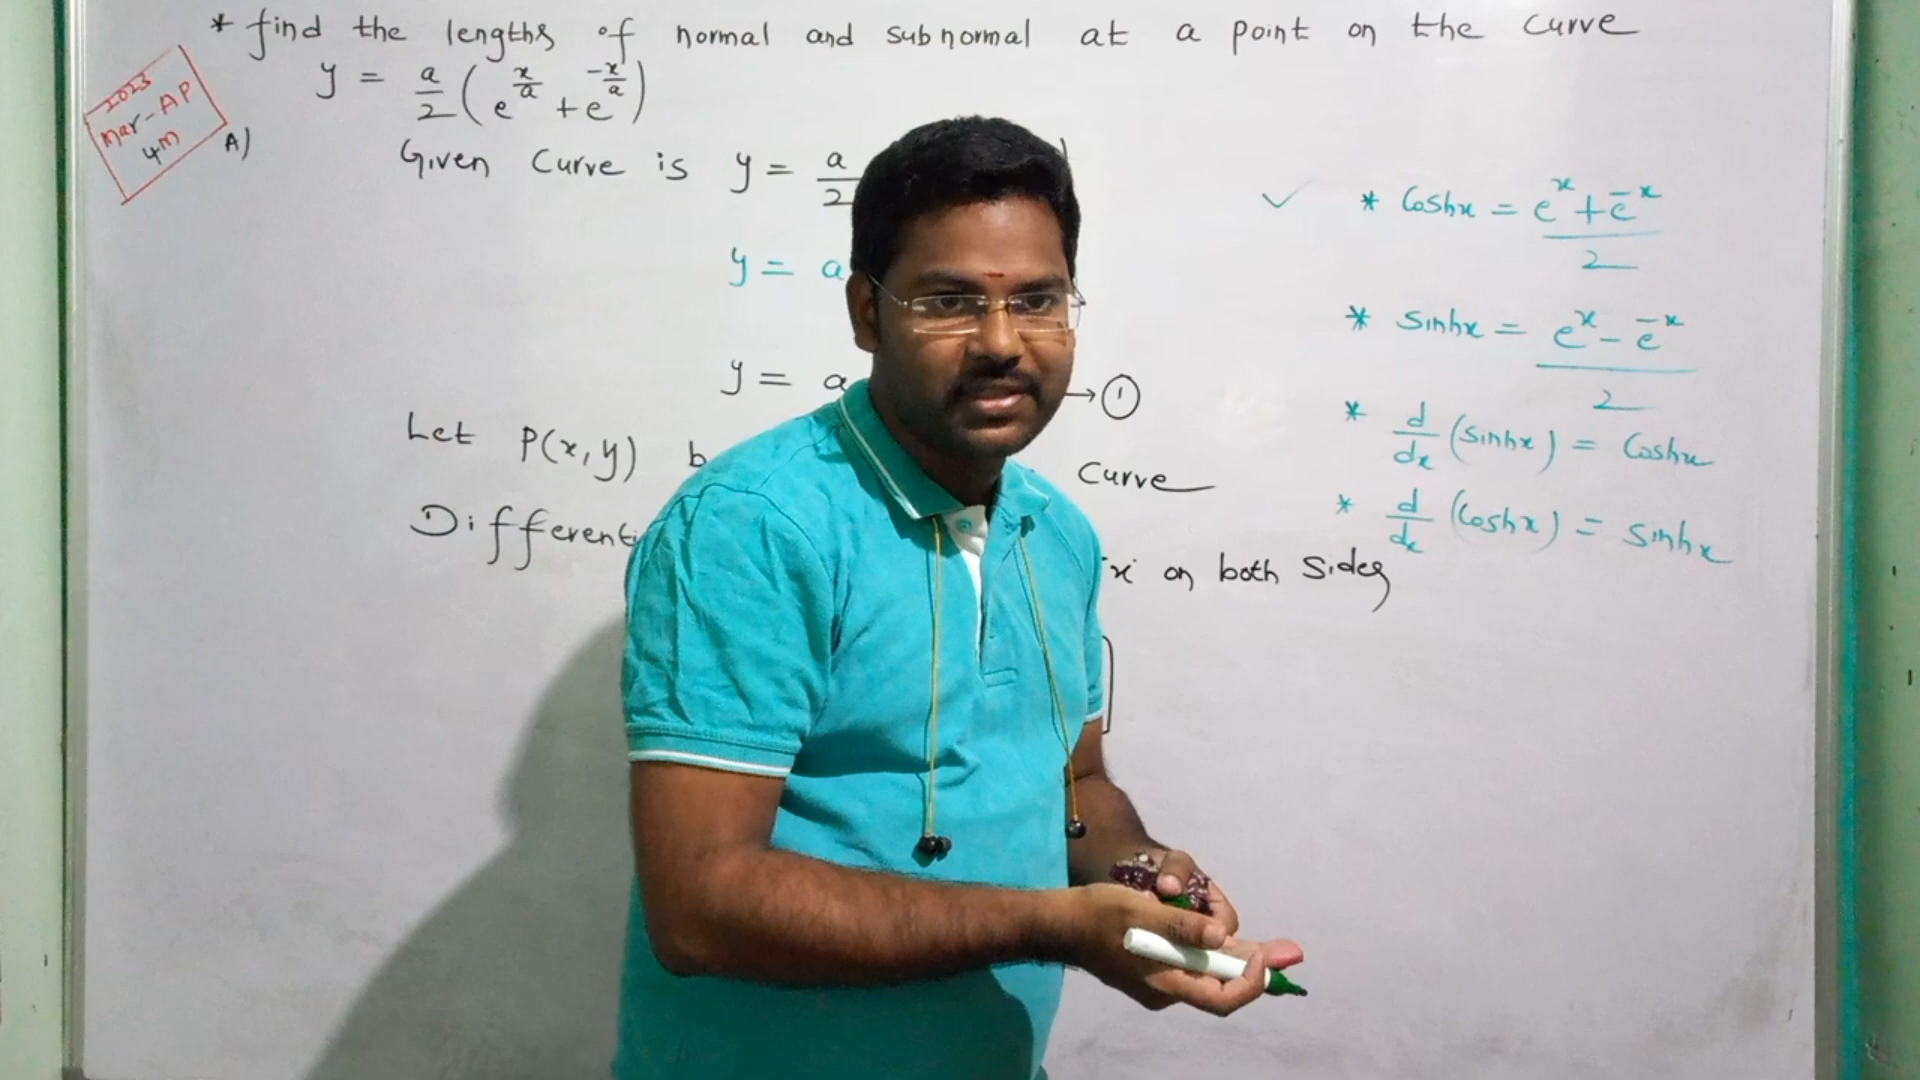 * find the lengths of normal and subnormal at a point on the curve
y = a/2 ( e^(x/a) + e^(-x/a) )
2023
Mar-AP
4m
A)
Given Curve is y = a/2
y = a
y = a → ①
Let P(x, y) b Curve
Differenti 'x' on both sides
✓ * Coshx = (e^x + e^-x)/2
* Sinhx = (e^x - e^-x)/2
* d/dx (Sinhx) = Coshx
* d/dx (Coshx) = Sinhx